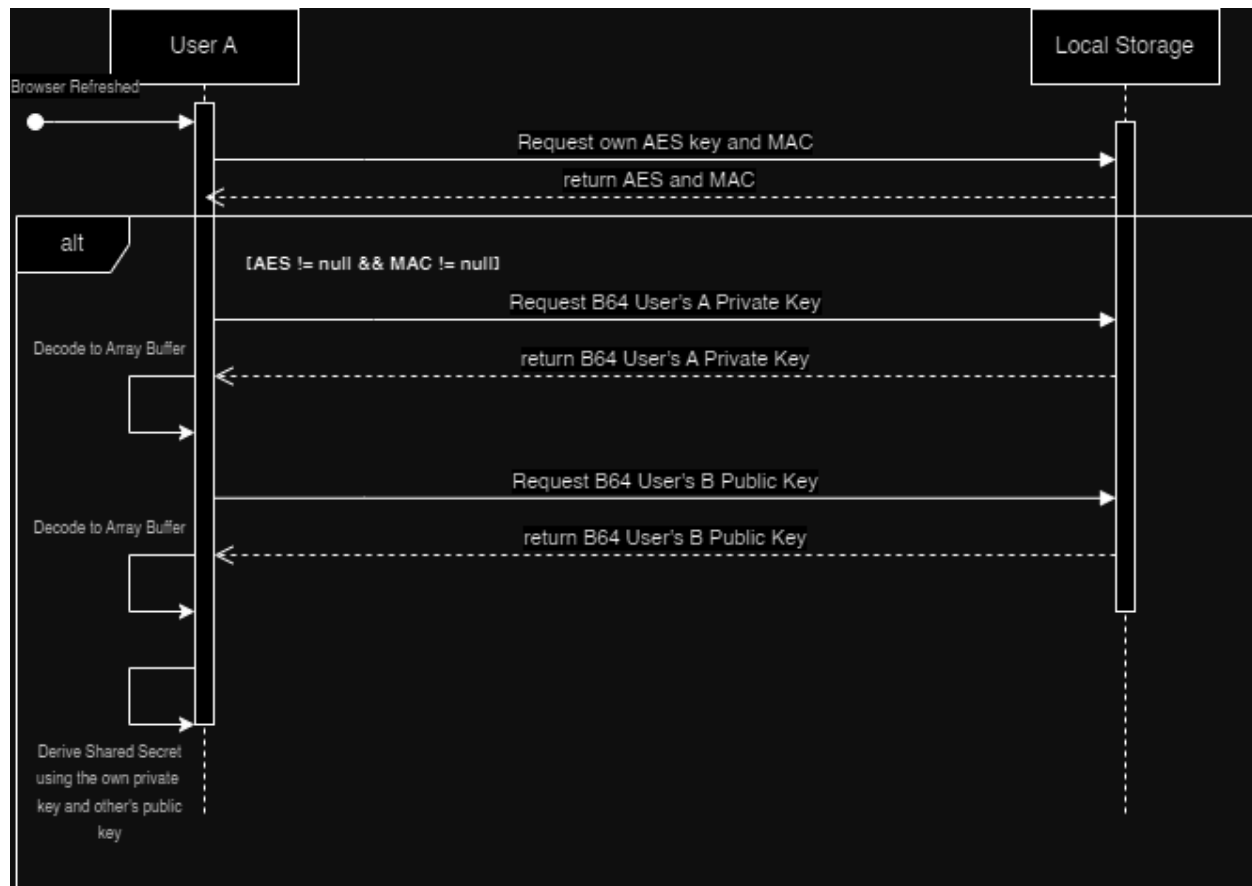 User A
Local Storage
Browser Refreshed
Request own AES key and MAC
return AES and MAC
alt
[AES != null && MAC != null]
Request B64 User's A Private Key
Decode to Array Buffer
return B64 User's A Private Key
Request B64 User's B Public Key
Decode to Array Buffer
return B64 User's B Public Key
Derive Shared Secret
using the own private
key and other's public
key